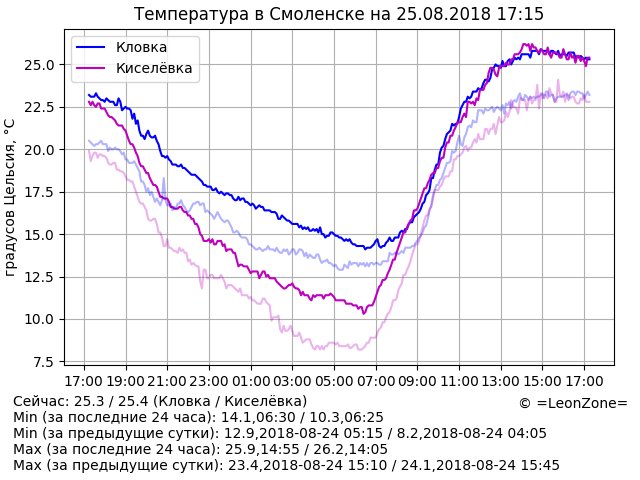 Температура в Смоленске на 25.08.2018 17:15
Кловка
Киселёвка
градусов Цельсия, °C
25.0
22.5
20.0
17.5
15.0
12.5
10.0
7.5
17:00 19:00 21:00 23:00 01:00 03:00 05:00 07:00 09:00 11:00 13:00 15:00 17:00
Сейчас: 25.3 / 25.4 (Кловка / Киселёвка)
© =LeonZone=
Min (за последние 24 часа): 14.1,06:30 / 10.3,06:25
Min (за предыдущие сутки): 12.9,2018-08-24 05:15 / 8.2,2018-08-24 04:05
Max (за последние 24 часа): 25.9,14:55 / 26.2,14:05
Max (за предыдущие сутки): 23.4,2018-08-24 15:10 / 24.1,2018-08-24 15:45